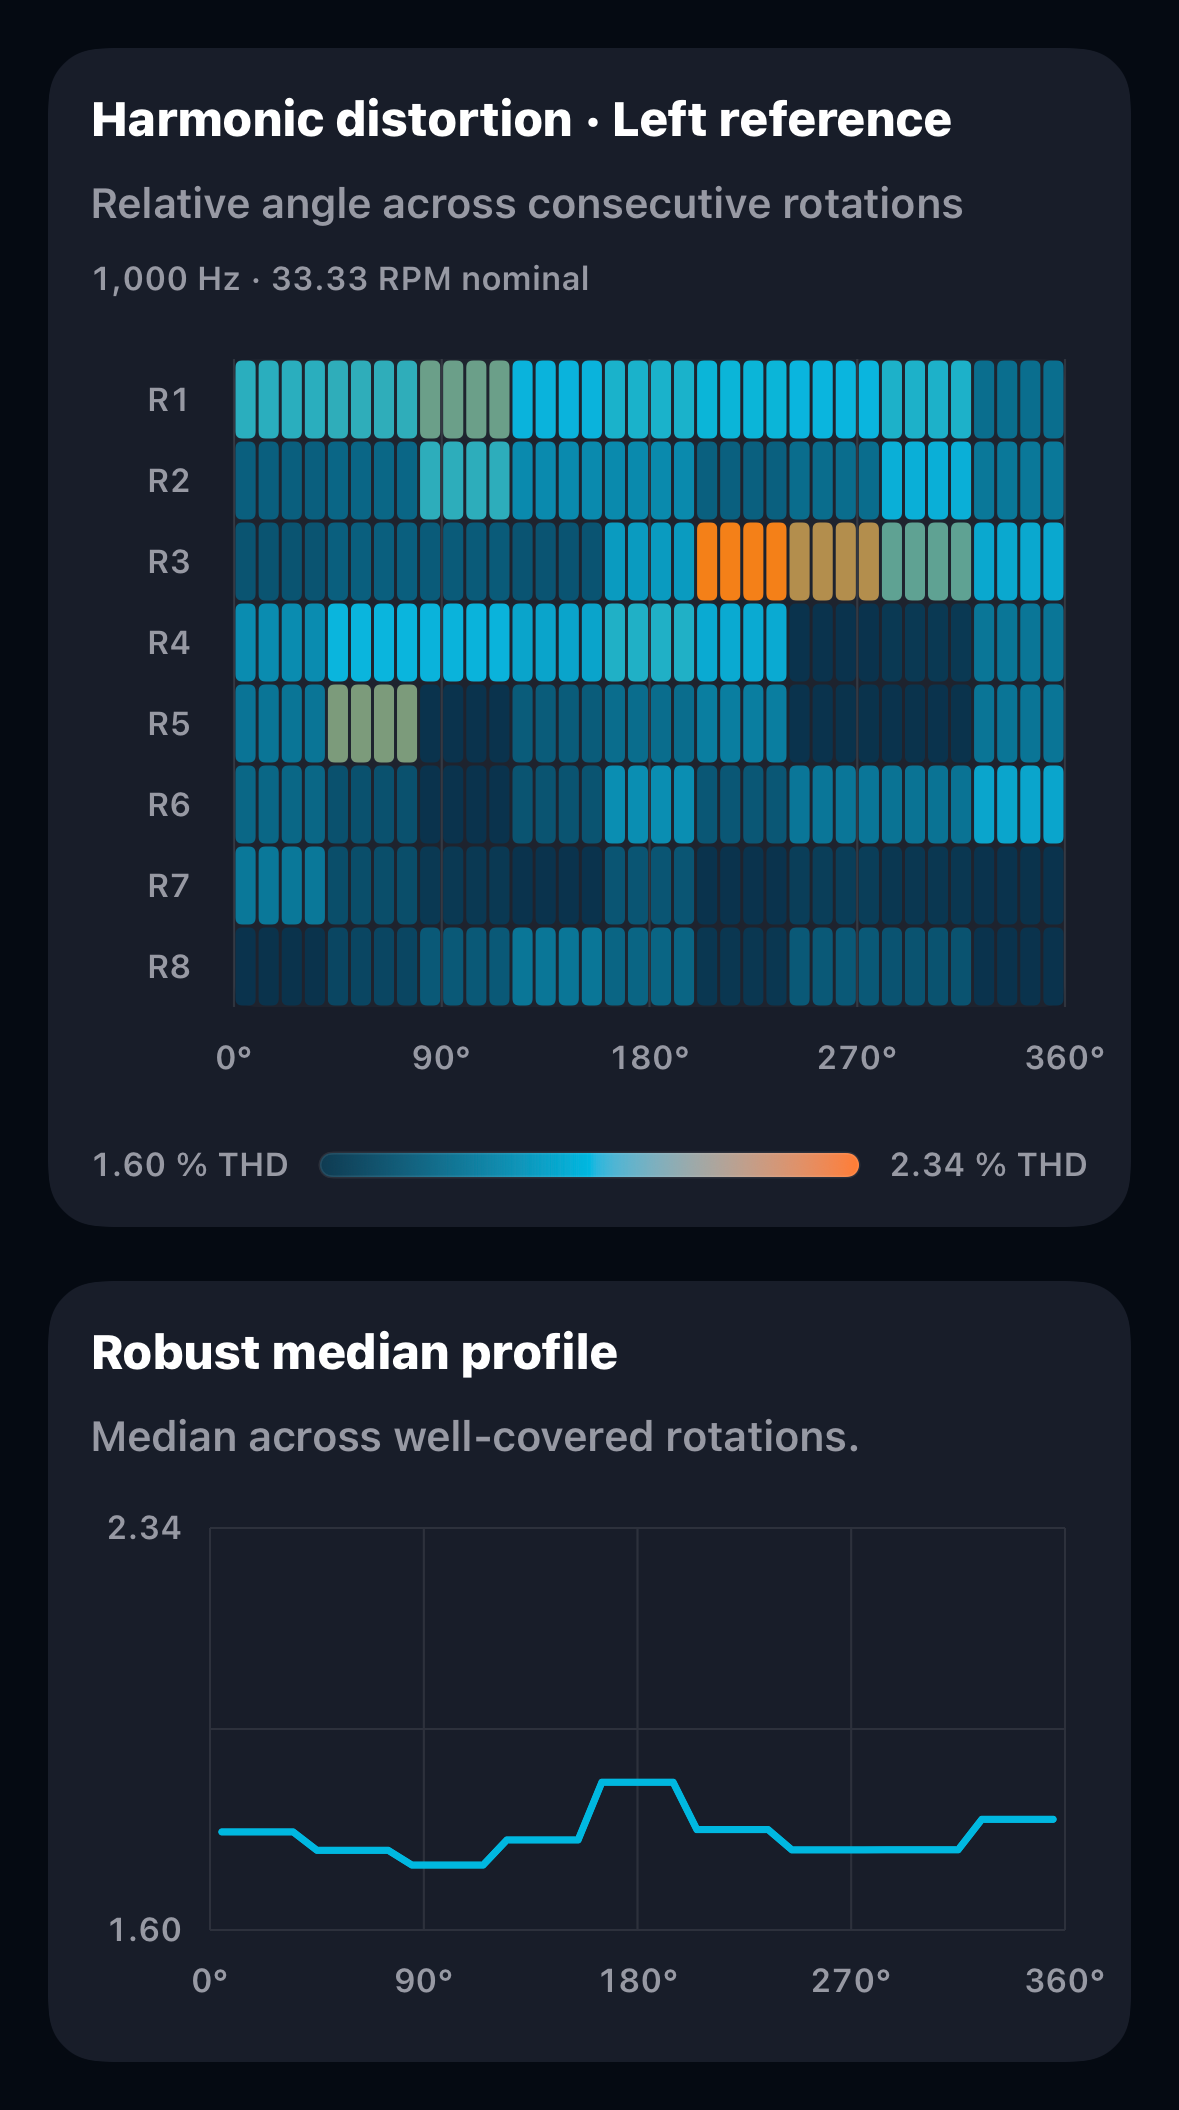 Harmonic distortion · Left reference
Relative angle across consecutive rotations
1,000 Hz · 33.33 RPM nominal
R1
R2
R3
R4
R5
R6
R7
R8
0° 90° 180° 270° 360°
1.60 % THD 2.34 % THD
Robust median profile
Median across well-covered rotations.
2.34
1.60
0° 90° 180° 270° 360°